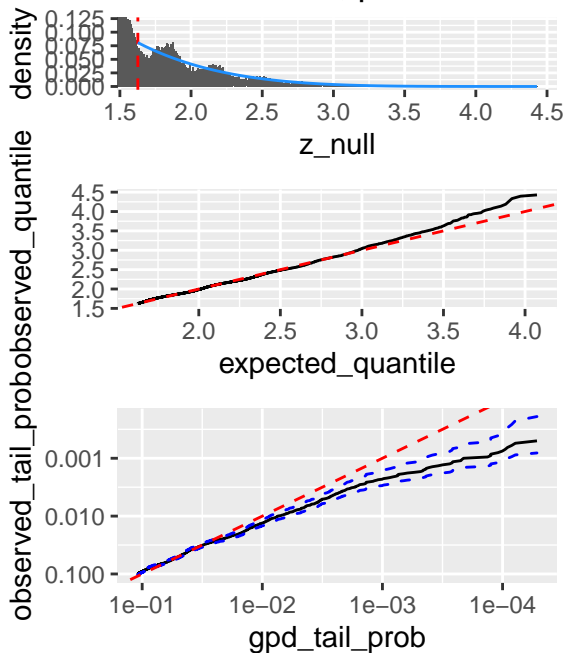 0.125
0.100
0.075
0.050
0.025
0.000
density
1.5 2.0 2.5 3.0 3.5 4.0 4.5
z_null
4.5
4.0
3.5
3.0
2.5
2.0
1.5
observed_quantile
2.0 2.5 3.0 3.5 4.0
expected_quantile
0.001
0.010
0.100
observed_tail_prob
1e-01 1e-02 1e-03 1e-04
gpd_tail_prob